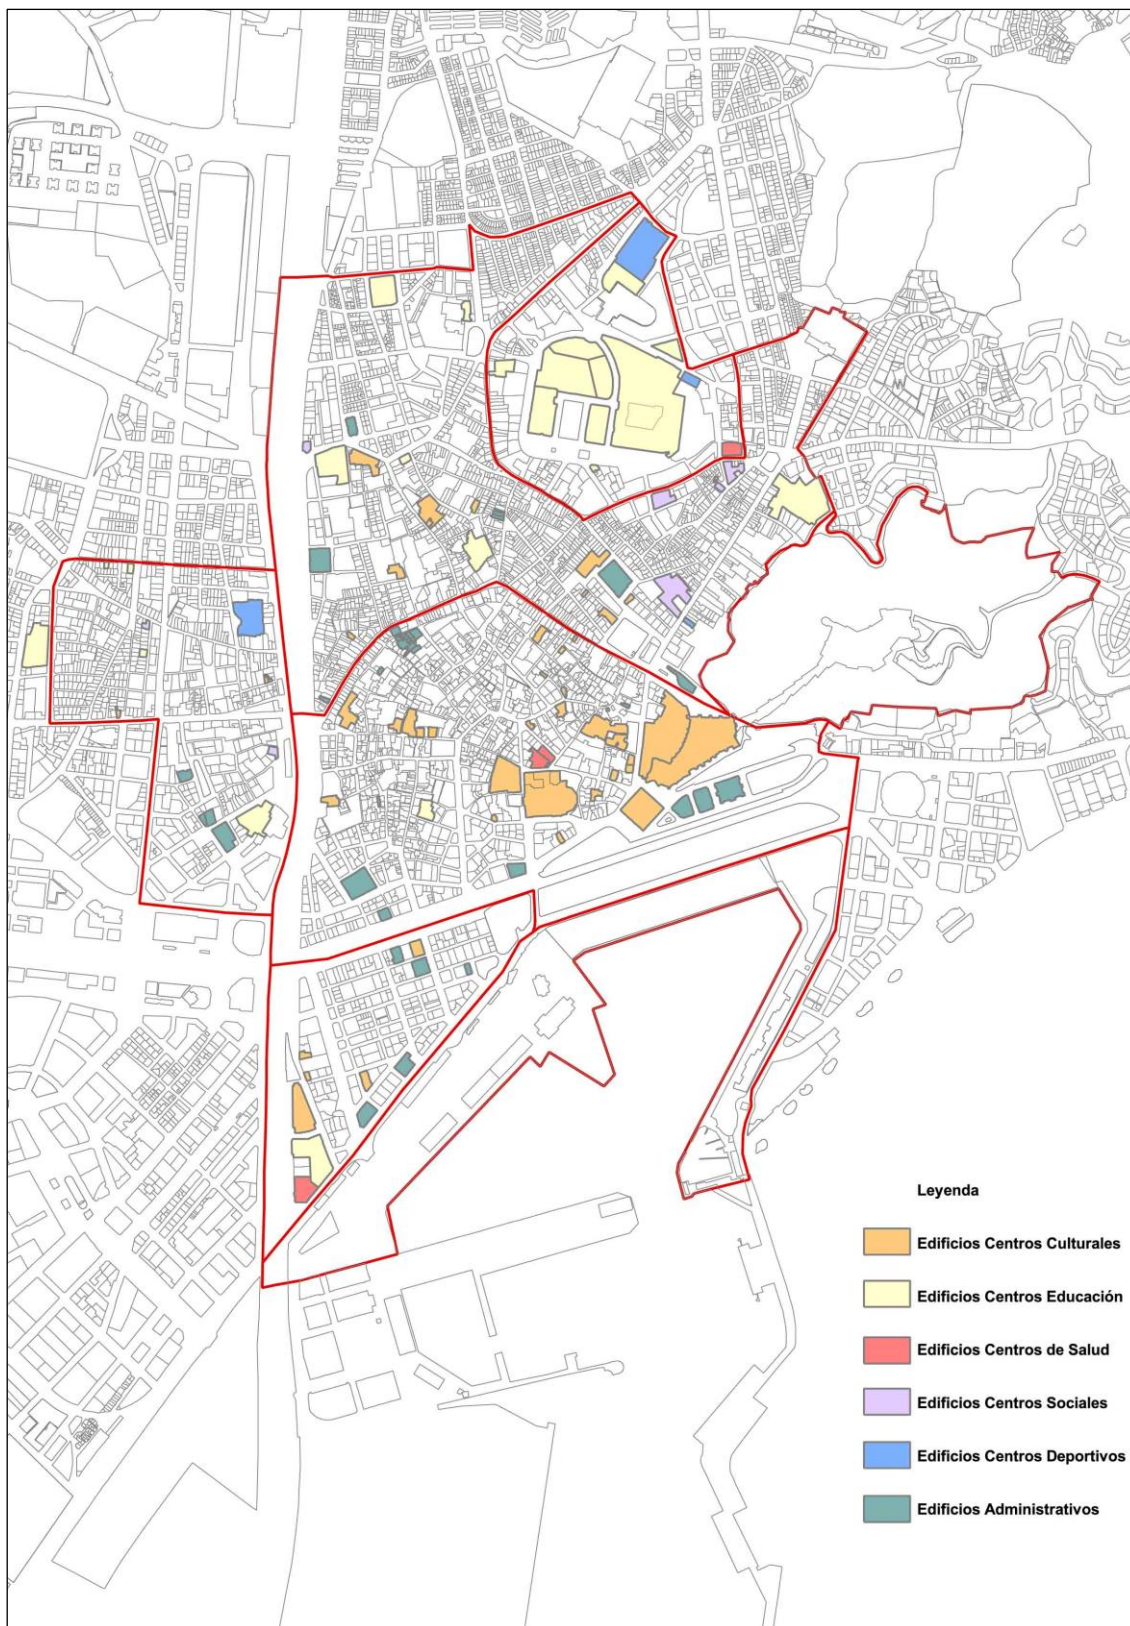 Leyenda
Edificios Centros Culturales
Edificios Centros Educación
Edificios Centros de Salud
Edificios Centros Sociales
Edificios Centros Deportivos
Edificios Administrativos